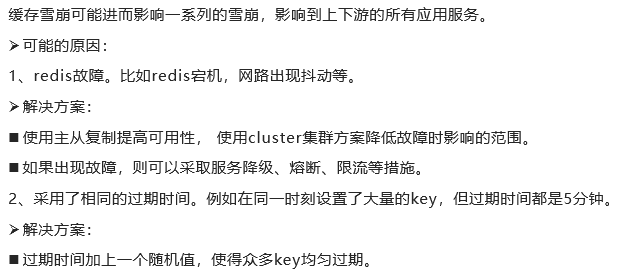 缓存雪崩可能进而影响一系列的雪崩，影响到上下游的所有应用服务。
➢可能的原因：
1、redis故障。比如redis宕机，网路出现抖动等。
➢解决方案：
■使用主从复制提高可用性， 使用cluster集群方案降低故障时影响的范围。
■如果出现故障，则可以采取服务降级、熔断、限流等措施。
2、采用了相同的过期时间。例如在同一时刻设置了大量的key，但过期时间都是5分钟。
➢解决方案：
■过期时间加上一个随机值，使得众多key均匀过期。